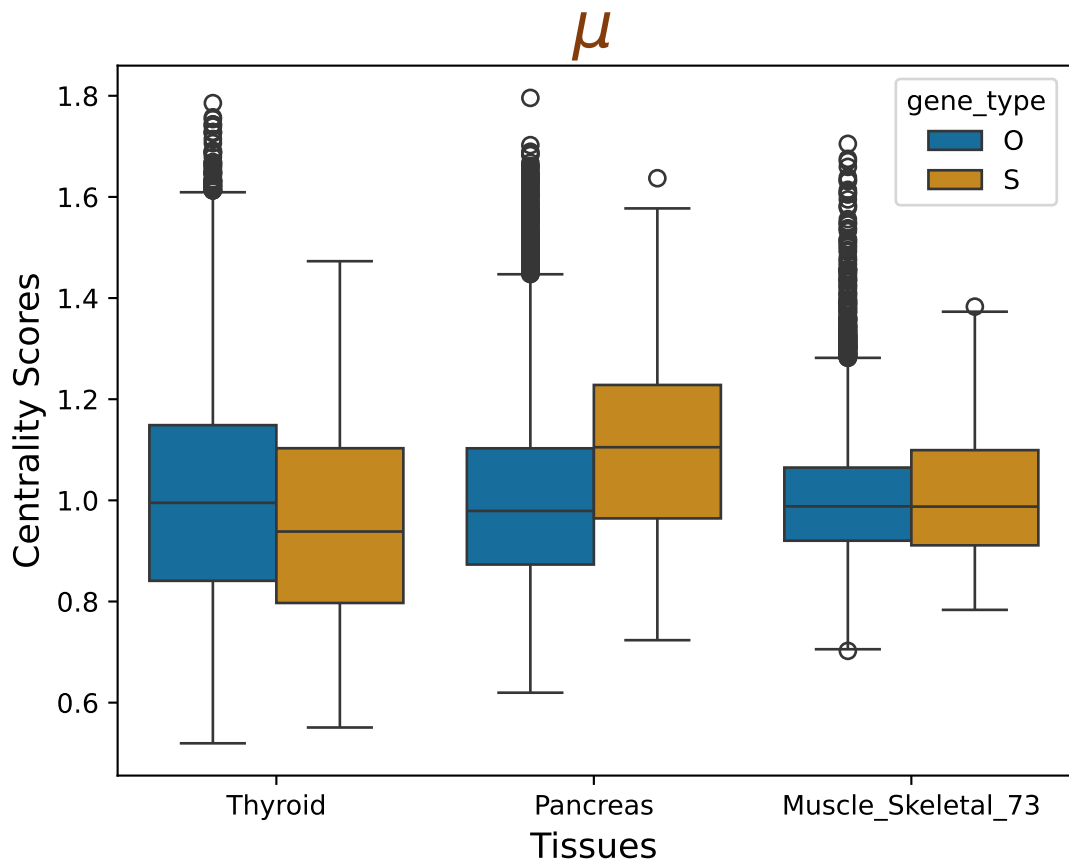 μ
gene_type
O
S
Centrality Scores
1.8
1.6
1.4
1.2
1.0
0.8
0.6
Thyroid
Pancreas
Muscle_Skeletal_73
Tissues